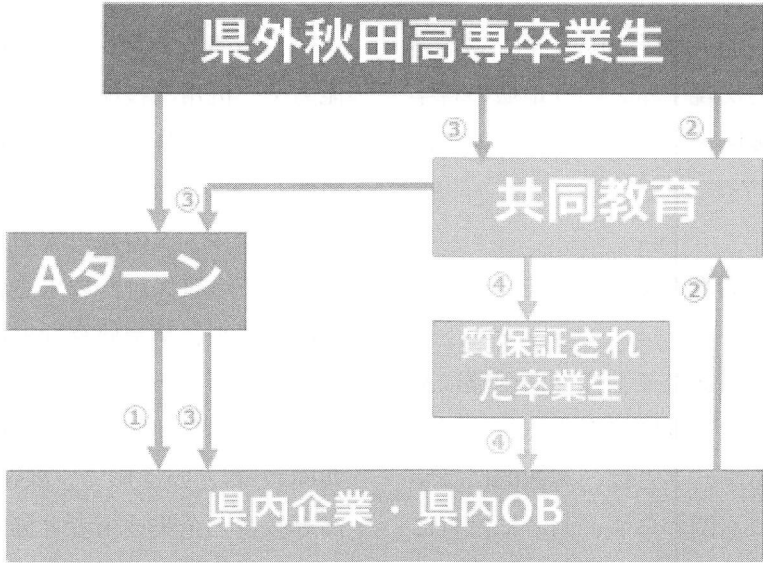 県外秋田高専卒業生
③
②
③
共同教育
Aターン
④
②
質保証され
た卒業生
①
③
④
県内企業・県内OB